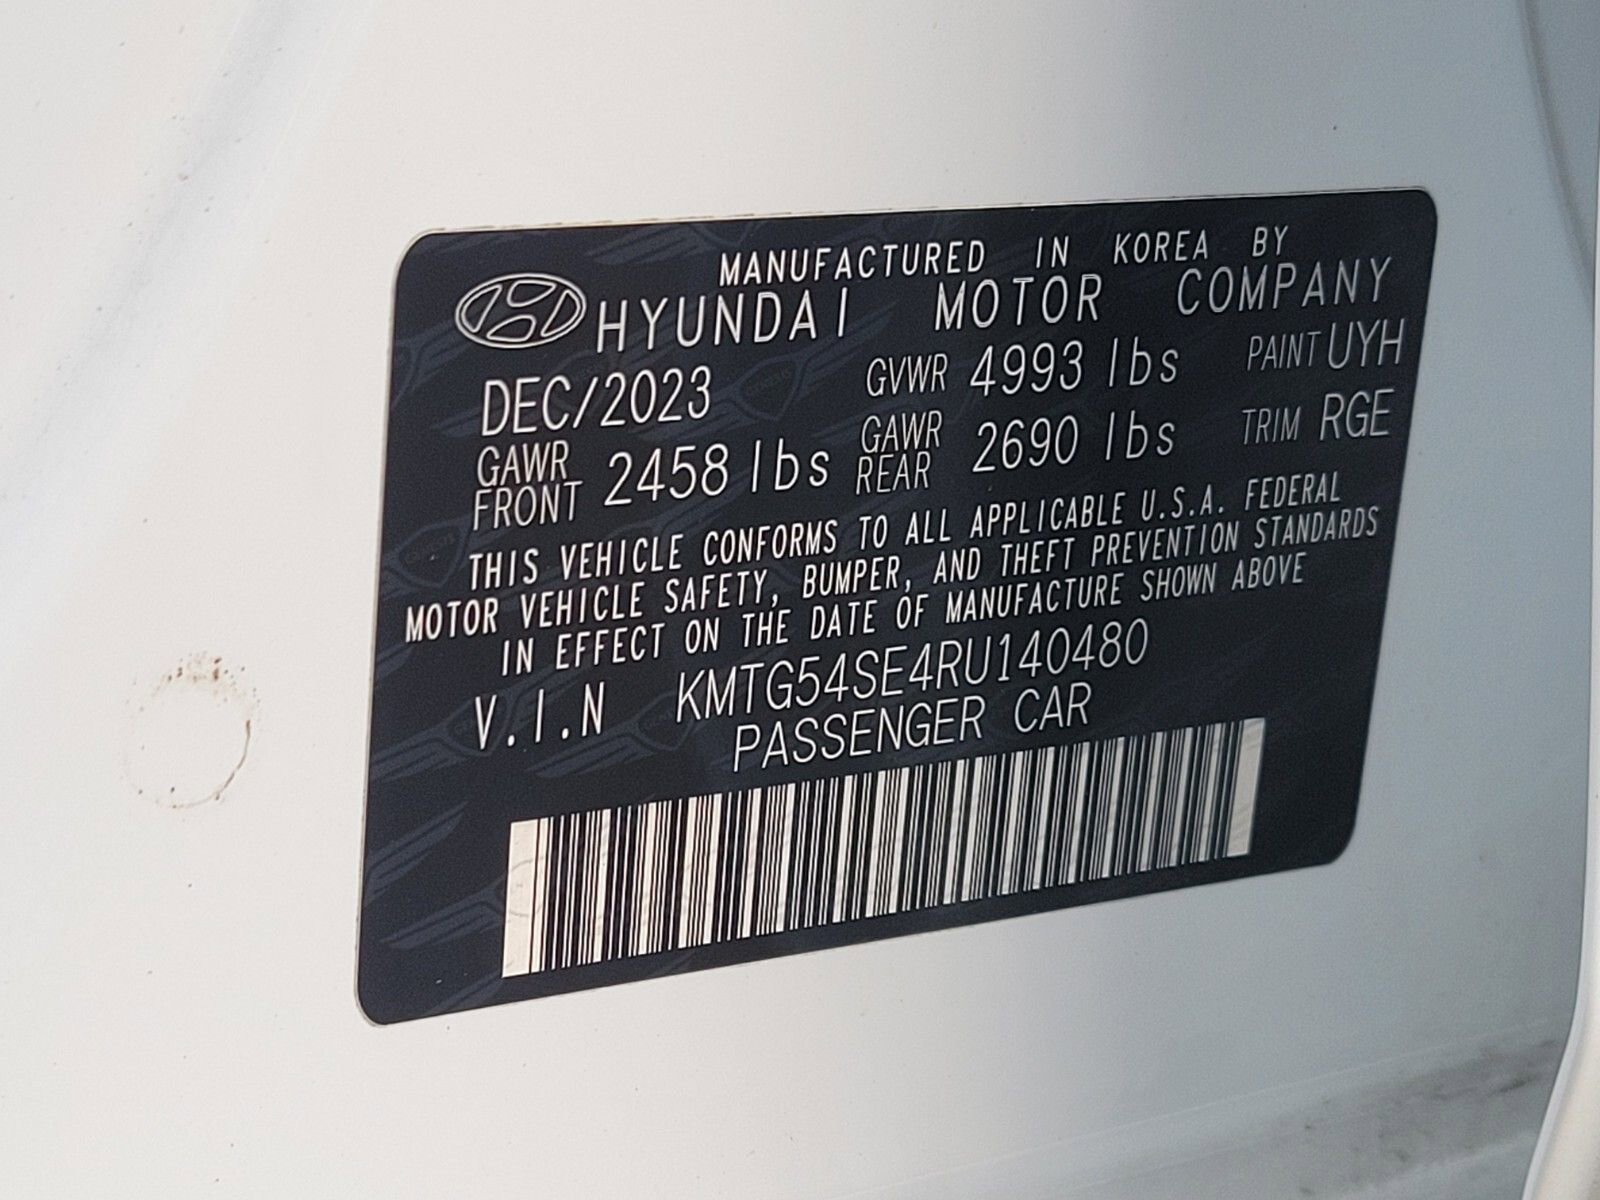 MANUFACTURED IN KOREA BY
HYUNDAI MOTOR COMPANY
DEC/2023 GVWR 4993 lbs PAINT UYH
GAWR FRONT 2458 lbs GAWR REAR 2690 lbs TRIM RGE
THIS VEHICLE CONFORMS TO ALL APPLICABLE U.S.A. FEDERAL
MOTOR VEHICLE SAFETY, BUMPER, AND THEFT PREVENTION STANDARDS
IN EFFECT ON THE DATE OF MANUFACTURE SHOWN ABOVE
V.I.N KMTG54SE4RU140480
PASSENGER CAR